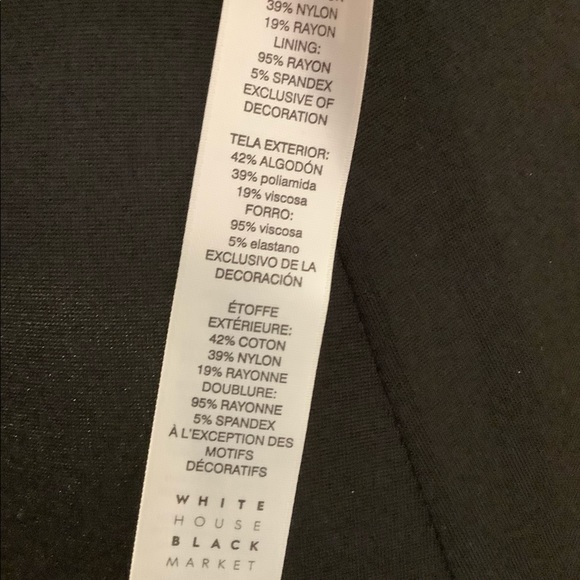 39% NYLON
19% RAYON
LINING:
95% RAYON
5% SPANDEX
EXCLUSIVE OF
DECORATION
TELA EXTERIOR:
42% ALGODÓN
39% poliamida
19% viscosa
FORRO:
95% viscosa
5% elastano
EXCLUSIVO DE LA
DECORACIÓN
ÉTOFFE
EXTÉRIEURE:
42% COTON
39% NYLON
19% RAYONNE
DOUBLURE:
95% RAYONNE
5% SPANDEX
À L'EXCEPTION DES
MOTIFS
DÉCORATIFS
WHITE
HOUSE
BLACK
MARKET